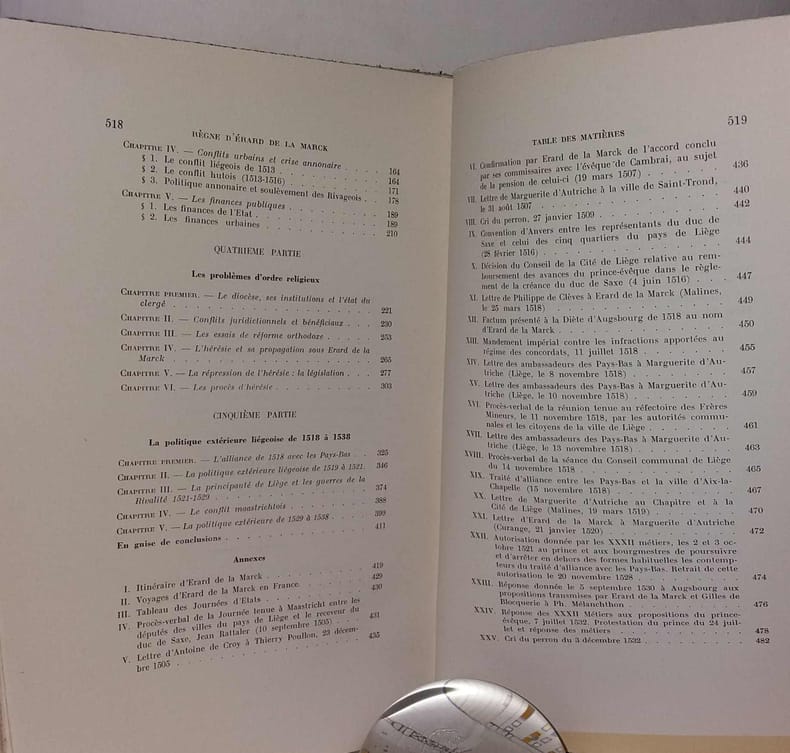 518
RÈGNE D'ÉRARD DE LA MARCK
CHAPITRE IV. — Conflits urbains et crise annonaire . . . . 164
§ 1. Le conflit liégeois de 1513 . . . . . . . . 164
§ 2. Le conflit hutois (1513-1516) . . . . . . . 171
§ 3. Politique annonaire et soulèvement des Rivageois . . 178
CHAPITRE V. — Les finances publiques . . . . . . . 189
§ 1. Les finances de l'Etat . . . . . . . . . 189
§ 2. Les finances urbaines . . . . . . . . . 210
QUATRIEME PARTIE
Les problèmes d'ordre religieux
CHAPITRE PREMIER. — Le diocèse, ses institutions et l'état du
clergé . . . . . . . . . . . . . 221
CHAPITRE II. — Conflits juridictionnels et bénéficiaux . . . 230
CHAPITRE III. — Les essais de réforme orthodoxe . . . . 253
CHAPITRE IV. — L'hérésie et sa propagation sous Erard de la
Marck . . . . . . . . . . . . . 265
CHAPITRE V. — La répression de l'hérésie : la législation . . . 277
CHAPITRE VI. — Les procès d'hérésie . . . . . . . 303
CINQUIÈME PARTIE
La politique extérieure liégeoise de 1518 à 1538
CHAPITRE PREMIER. — L'alliance de 1518 avec les Pays-Bas . . 325
CHAPITRE II. — La politique extérieure liégeoise de 1519 à 1521 . 346
CHAPITRE III. — La principauté de Liège et les guerres de la
Rivalité 1521-1529 . . . . . . . . . . 374
CHAPITRE IV. — Le conflit maastrichtois . . . . . . 388
CHAPITRE V. — La politique extérieure de 1529 à 1538 . . . 399
En guise de conclusions . . . . . . . . . . 411
Annexes
I. Itinéraire d'Erard de la Marck . . . . . . . . 419
II. Voyages d'Erard de la Marck en France . . . . . . 429
III. Tableau des Journées d'Etats . . . . . . . . 430
IV. Procès-verbal de la Journée tenue à Maastricht entre les
députés des villes du pays de Liège et le receveur du
duc de Saxe, Jean Rattaler (10 septembre 1505) . . . . 431
V. Lettre d'Antoine de Croy à Thierry Poullon, 23 décem-
bre 1505 . . . . . . . . . . . . 435
TABLE DES MATIÈRES
519
VI. Confirmation par Erard de la Marck de l'accord conclu
par ses commissaires avec l'évêque de Cambrai, au sujet
de la pension de celui-ci (19 mars 1507) . . . . . . 436
VII. Lettre de Marguerite d'Autriche à la ville de Saint-Trond,
le 31 août 1507 . . . . . . . . . . . 440
VIII. Cri du perron, 27 janvier 1509 . . . . . . . . 442
IX. Convention d'Anvers entre les représentants du duc de
Saxe et celui des cinq quartiers du pays de Liège
(28 février 1516) . . . . . . . . . . . 444
X. Décision du Conseil de la Cité de Liège relative au rem-
boursement des avances du prince-évêque dans le règle-
ment de la créance du duc de Saxe (4 juin 1516) . . . 447
XI. Lettre de Philippe de Clèves à Erard de la Marck (Malines,
le 25 mars 1518) . . . . . . . . . . . 449
XII. Factum présenté à la Diète d'Augsbourg de 1518 au nom
d'Erard de la Marck . . . . . . . . . . 450
XIII. Mandement impérial contre les infractions apportées au
régime des concordats, 11 juillet 1518 . . . . . . 455
XIV. Lettre des ambassadeurs des Pays-Bas à Marguerite d'Au-
triche (Liège, le 8 novembre 1518) . . . . . . . 457
XV. Lettre des ambassadeurs des Pays-Bas à Marguerite d'Au-
triche (Liège, le 10 novembre 1518) . . . . . . . 459
XVI. Procès-verbal de la réunion tenue au réfectoire des Frères
Mineurs, le 11 novembre 1518, par les autorités commu-
nales et les citoyens de la ville de Liège . . . . . . 461
XVII. Lettre des ambassadeurs des Pays-Bas à Marguerite d'Au-
triche (Liège, le 13 novembre 1518) . . . . . . . 463
XVIII. Procès-verbal de la séance du Conseil communal de Liège
du 14 novembre 1518 . . . . . . . . . . 465
XIX. Traité d'alliance entre les Pays-Bas et la ville d'Aix-la-
Chapelle (15 novembre 1518) . . . . . . . . 467
XX. Lettre de Marguerite d'Autriche au Chapitre et à la
Cité de Liège (Malines, 19 mars 1519) . . . . . . 470
XXI. Lettre d'Erard de la Marck à Marguerite d'Autriche
(Curange, 21 janvier 1520) . . . . . . . . . 472
XXII. Autorisation donnée par les XXXII métiers, les 2 et 3 oc-
tobre 1521 au prince et aux bourgmestres de poursuivre
et d'arrêter en dehors des formes habituelles les contemp-
teurs du traité d'alliance avec les Pays-Bas. Retrait de cette
autorisation le 20 novembre 1528 . . . . . . . 474
XXIII. Réponse donnée le 5 septembre 1530 à Augsbourg aux
propositions transmises par Erard de la Marck et Gilles de
Blocquerie à Ph. Mélanchthon . . . . . . . . 476
XXIV. Réponse des XXXII Métiers aux propositions du prince-
évêque, 7 juillet 1532. Protestation du prince du 24 juil-
let et réponse des métiers . . . . . . . . . 478
XXV. Cri du perron du 3 décembre 1532 . . . . . . . 482